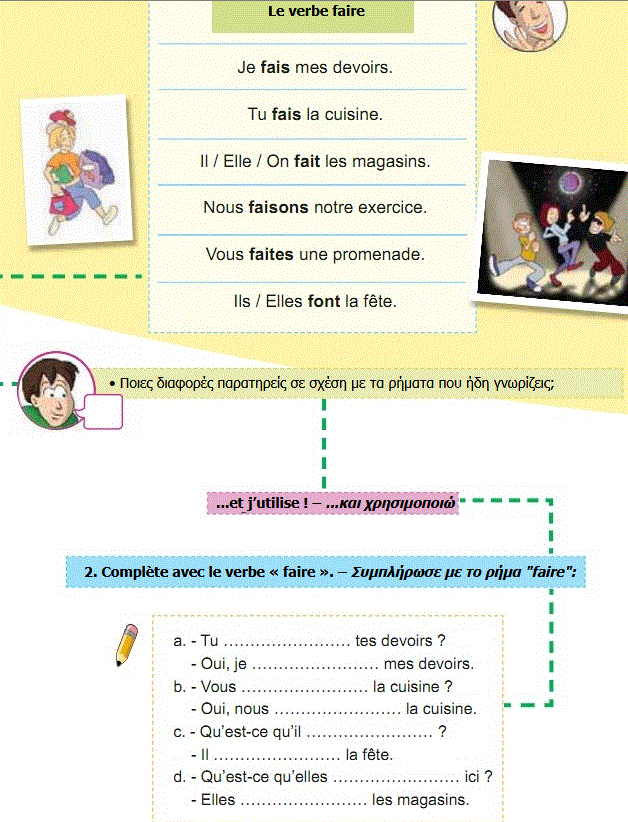 Le verbe faire
Je fais mes devoirs.
Tu fais la cuisine.
Il / Elle / On fait les magasins.
Nous faisons notre exercice.
Vous faites une promenade.
Ils / Elles font la fête.
• Ποιες διαφορές παρατηρείς σε σχέση με τα ρήματα που ήδη γνωρίζεις;
...et j'utilise ! – ...και χρησιμοποιώ
2. Complète avec le verbe « faire ». – Συμπλήρωσε με το ρήμα "faire":
a. - Tu ........................ tes devoirs ?
- Oui, je ........................ mes devoirs.
b. - Vous ........................ la cuisine ?
- Oui, nous ........................ la cuisine.
c. - Qu'est-ce qu'il ........................ ?
- Il ........................ la fête.
d. - Qu'est-ce qu'elles ........................ ici ?
- Elles ........................ les magasins.